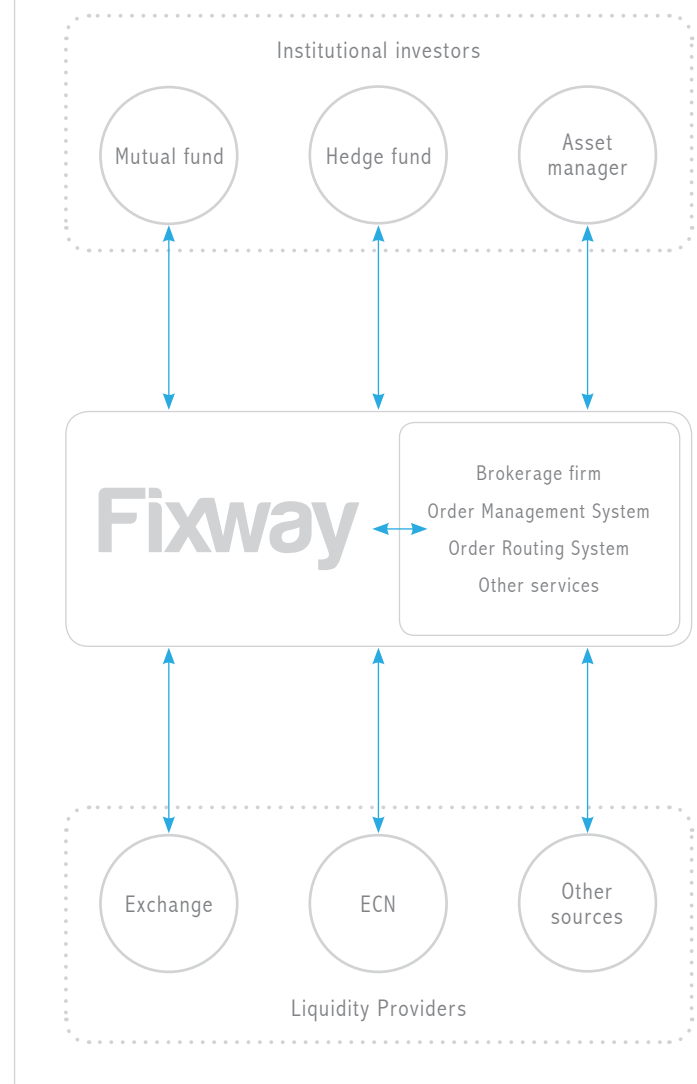 Institutional investors
Mutual fund
Hedge fund
Asset
manager
Fixway
Brokerage firm
Order Management System
Order Routing System
Other services
Exchange
ECN
Other
sources
Liquidity Providers